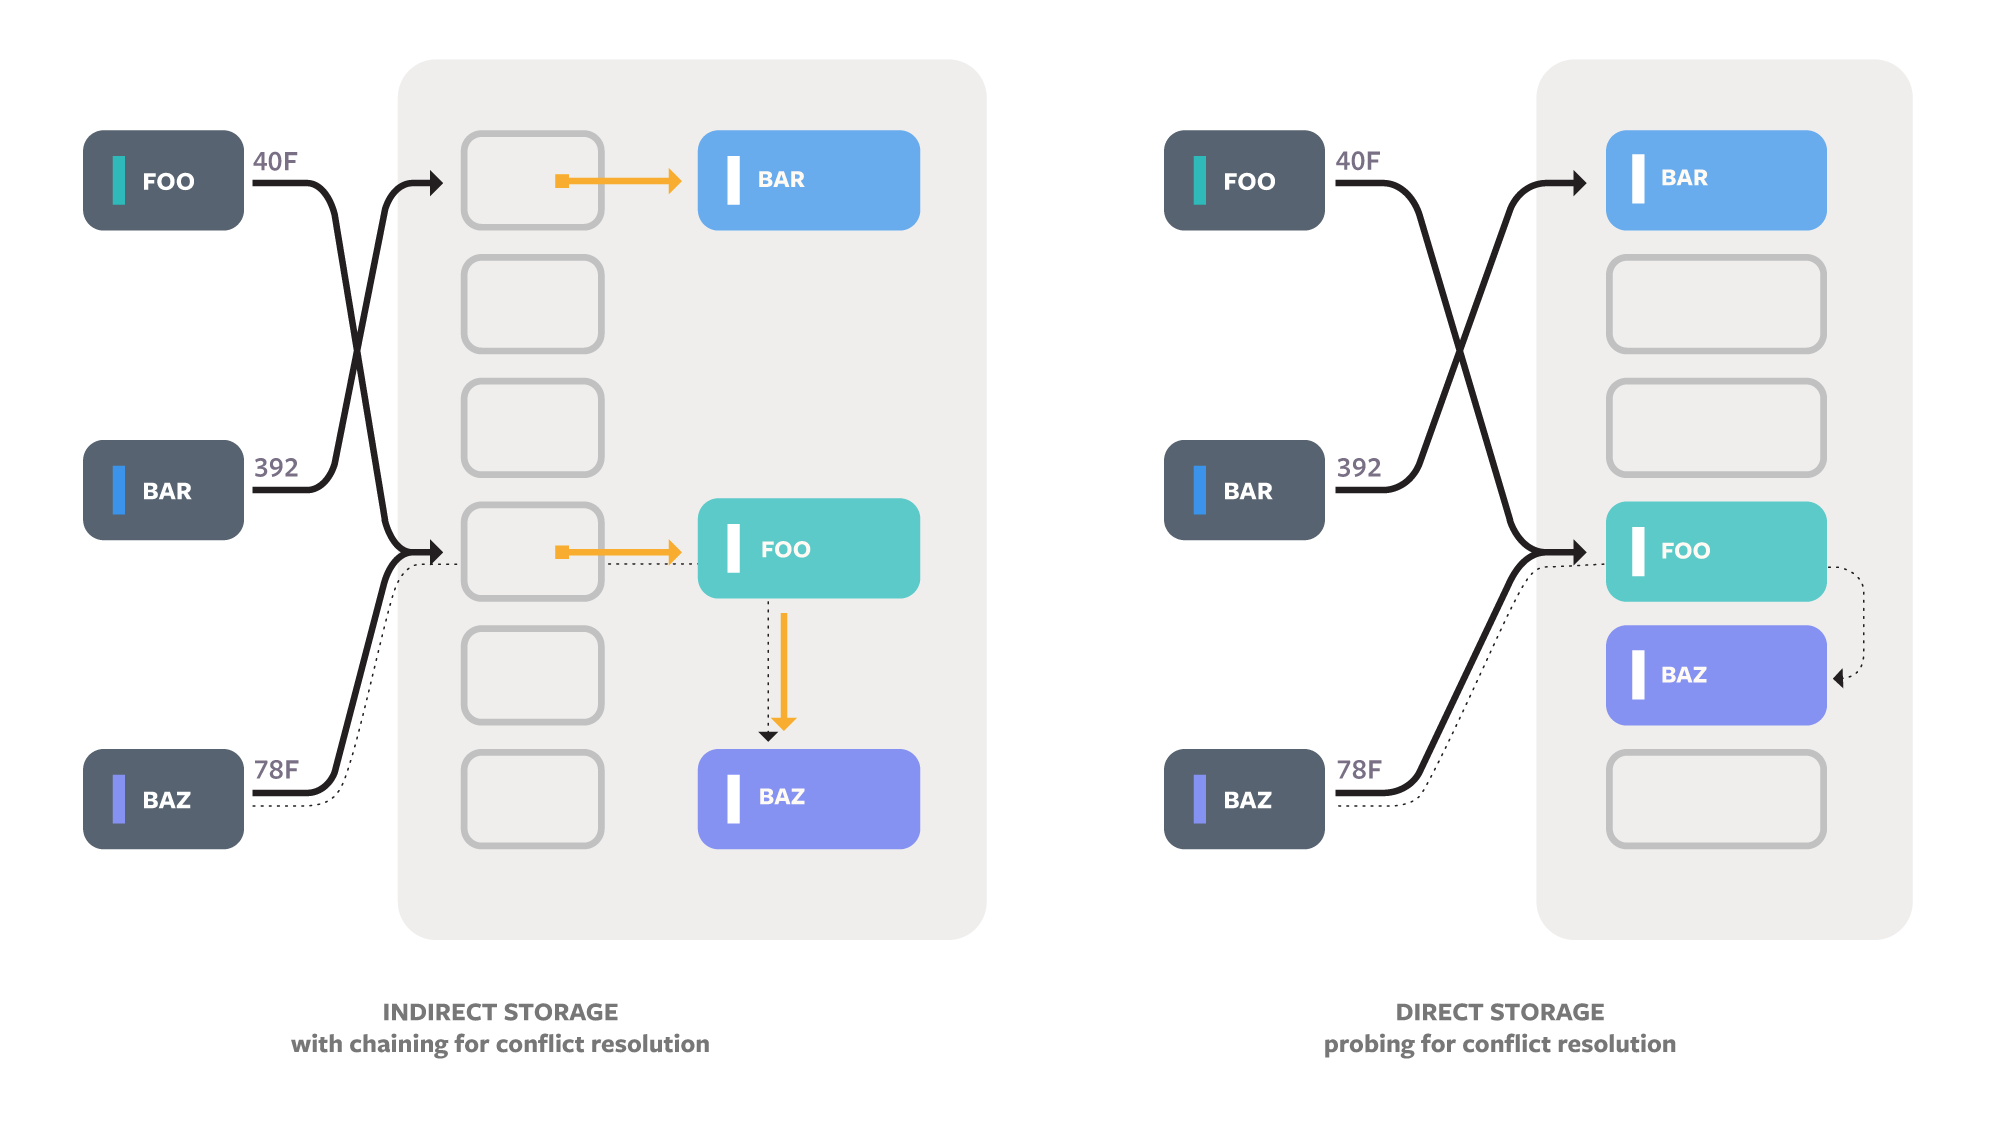 FOO
40F
BAR
392
BAZ
78F
BAR
FOO
BAZ
INDIRECT STORAGE
with chaining for conflict resolution
FOO
40F
BAR
392
BAZ
78F
BAR
FOO
BAZ
DIRECT STORAGE
probing for conflict resolution